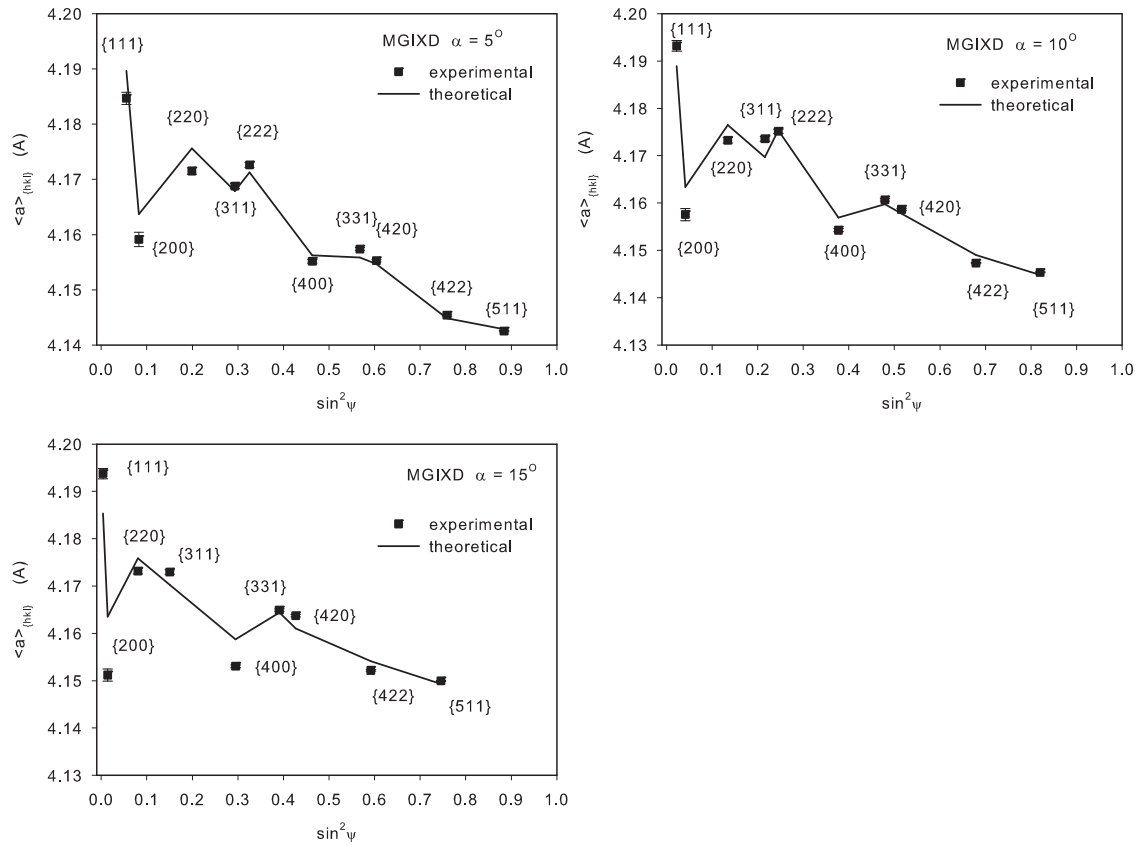 MGIXD α = 5°
experimental
theoretical
{111}
{200}
{220}
{311}
{222}
{400}
{331}
{420}
{422}
{511}
<a>{hkl} (A)
4.20
4.19
4.18
4.17
4.16
4.15
4.14
0.0 0.1 0.2 0.3 0.4 0.5 0.6 0.7 0.8 0.9 1.0
sin²ψ
MGIXD α = 10°
experimental
theoretical
{111}
{200}
{220}
{311}
{222}
{400}
{331}
{420}
{422}
{511}
<a>{hkl} (A)
4.20
4.19
4.18
4.17
4.16
4.15
4.14
4.13
0.0 0.1 0.2 0.3 0.4 0.5 0.6 0.7 0.8 0.9 1.0
sin²ψ
MGIXD α = 15°
experimental
theoretical
{111}
{200}
{220}
{311}
{400}
{331}
{420}
{422}
{511}
<a>{hkl} (A)
4.20
4.19
4.18
4.17
4.16
4.15
4.14
4.13
0.0 0.1 0.2 0.3 0.4 0.5 0.6 0.7 0.8 0.9 1.0
sin²ψ